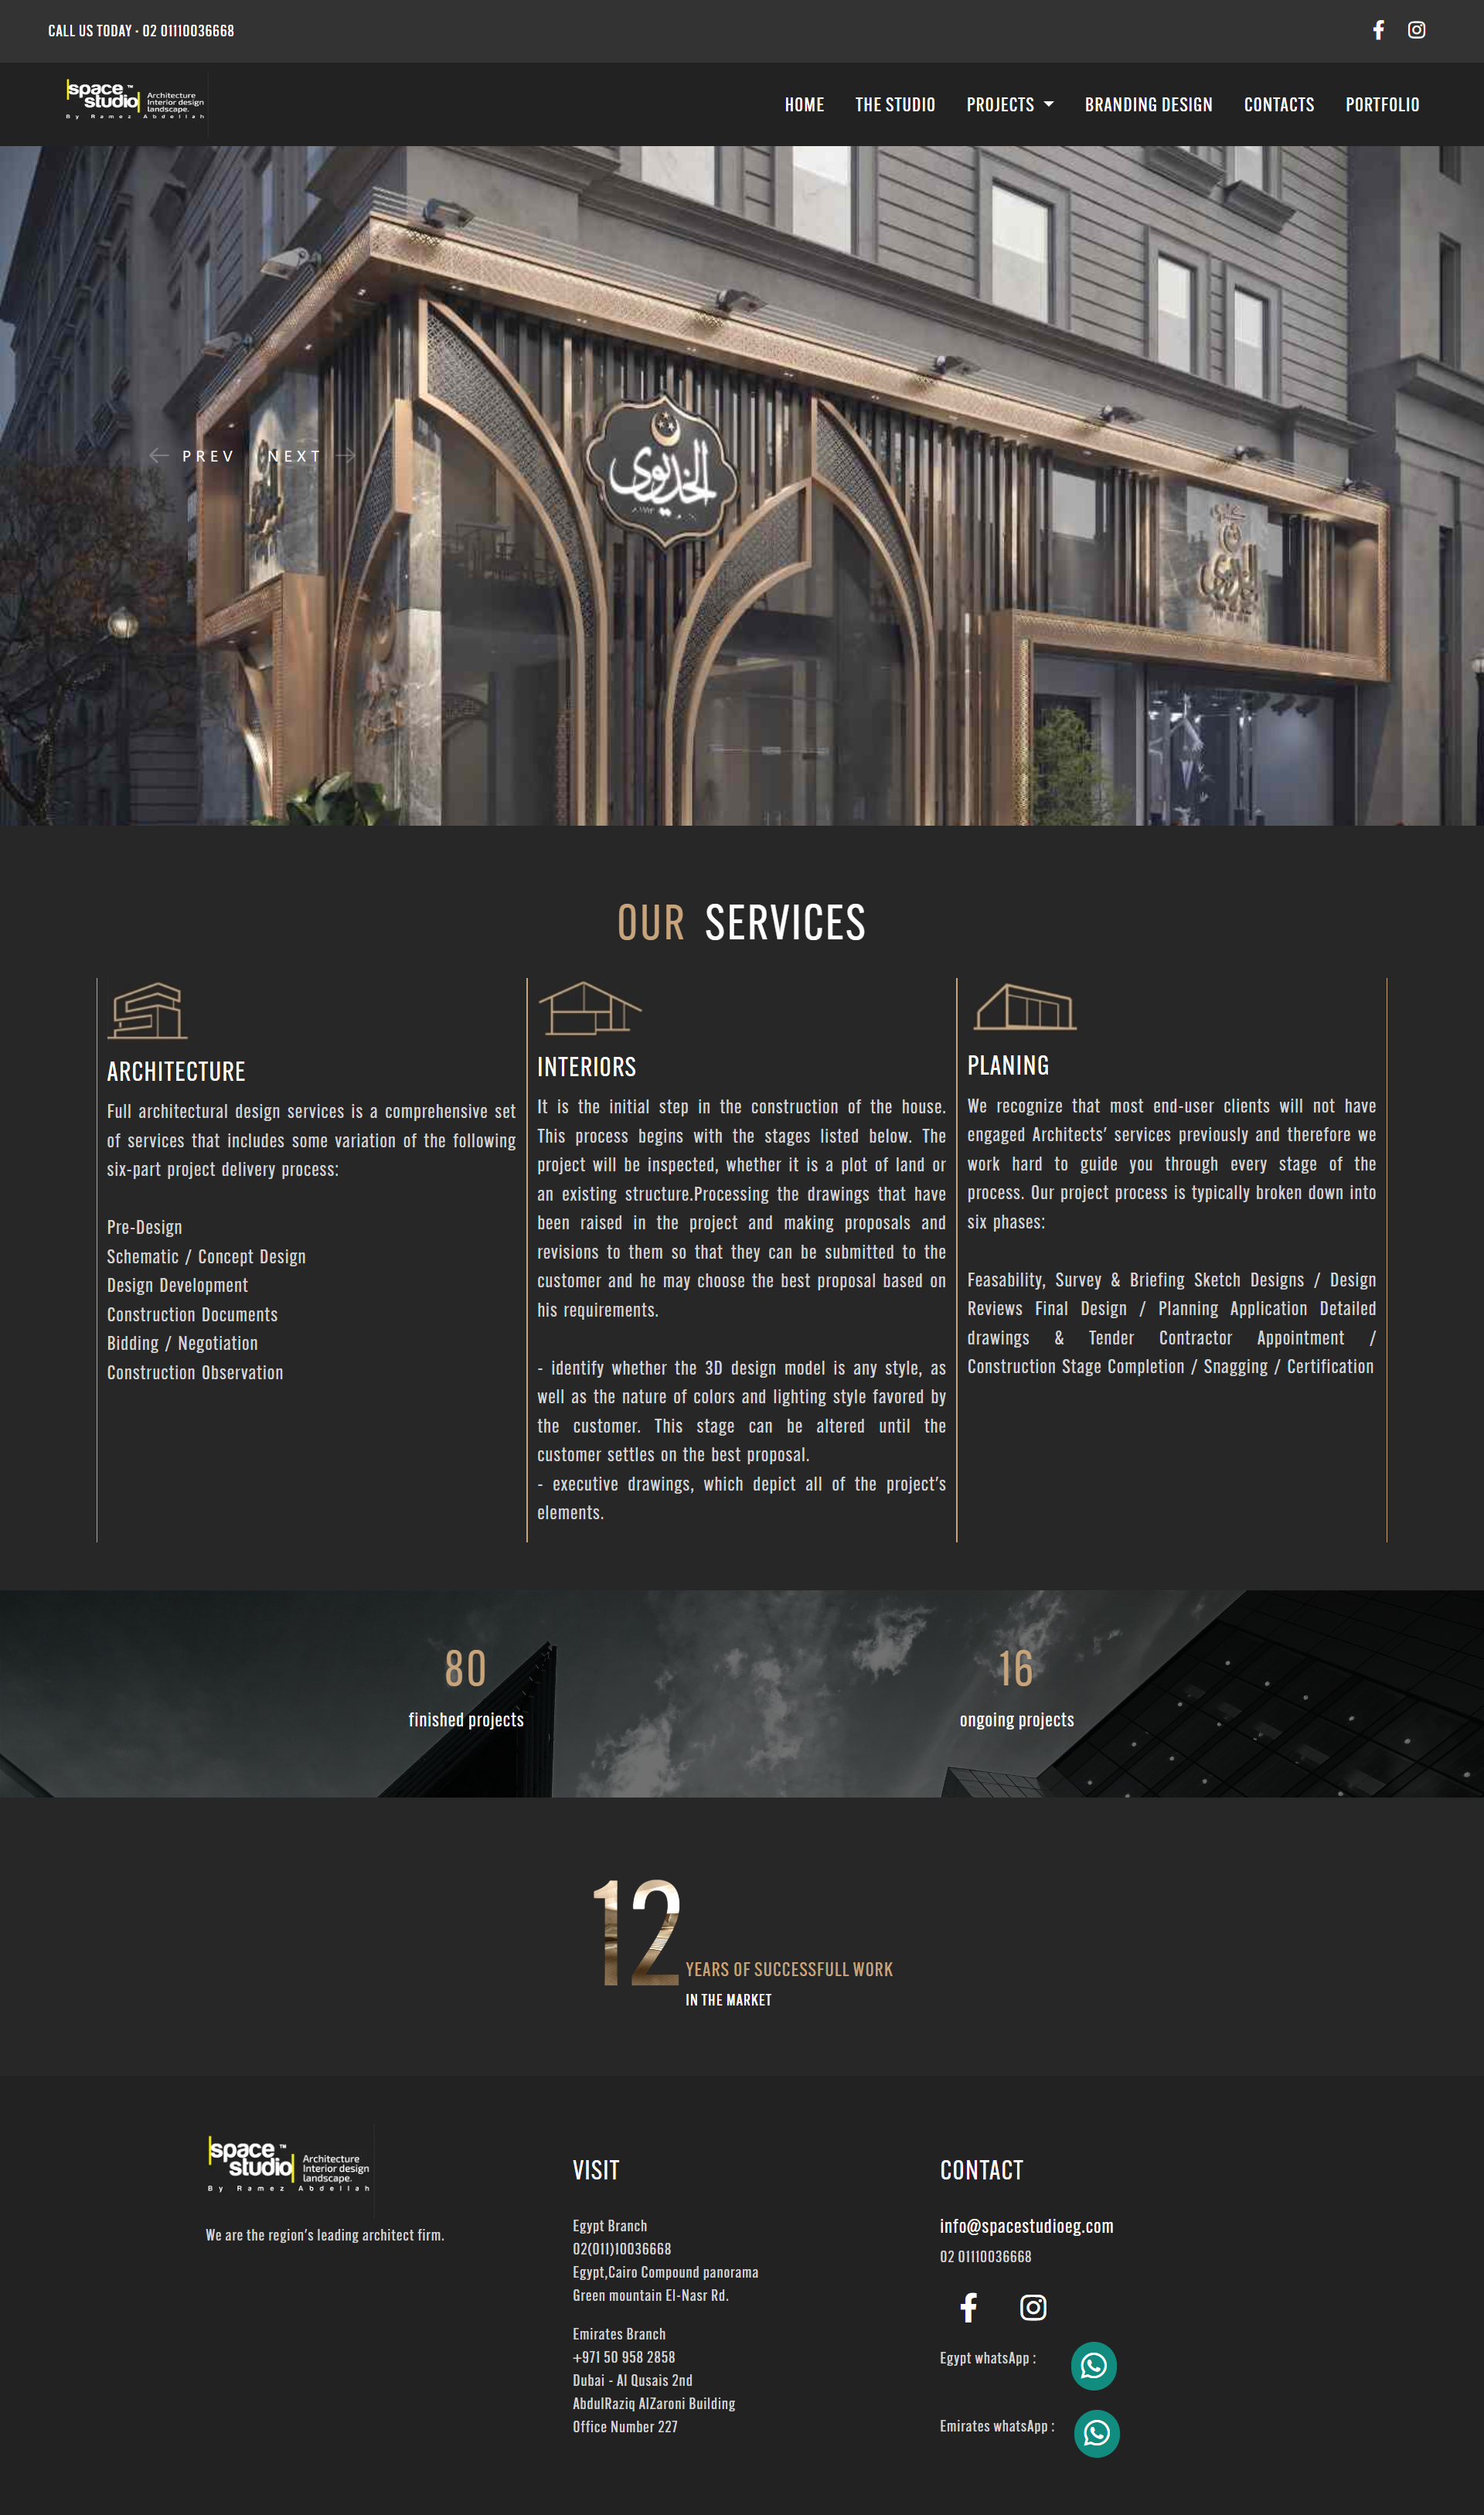 CALL US TODAY - 02 01110036668
space ™
studio
Architecture
Interior design
landscape.
By Ramez Abdellah
HOME THE STUDIO PROJECTS BRANDING DESIGN CONTACTS PORTFOLIO
الخديوي
PREV NEXT
OUR SERVICES
ARCHITECTURE
Full architectural design services is a comprehensive set
of services that includes some variation of the following
six-part project delivery process:
Pre-Design
Schematic / Concept Design
Design Development
Construction Documents
Bidding / Negotiation
Construction Observation
INTERIORS
It is the initial step in the construction of the house.
This process begins with the stages listed below. The
project will be inspected, whether it is a plot of land or
an existing structure.Processing the drawings that have
been raised in the project and making proposals and
revisions to them so that they can be submitted to the
customer and he may choose the best proposal based on
his requirements.
- identify whether the 3D design model is any style, as
well as the nature of colors and lighting style favored by
the customer. This stage can be altered until the
customer settles on the best proposal.
- executive drawings, which depict all of the project's
elements.
PLANING
We recognize that most end-user clients will not have
engaged Architects' services previously and therefore we
work hard to guide you through every stage of the
process. Our project process is typically broken down into
six phases:
Feasability, Survey & Briefing Sketch Designs / Design
Reviews Final Design / Planning Application Detailed
drawings & Tender Contractor Appointment /
Construction Stage Completion / Snagging / Certification
80
finished projects
16
ongoing projects
12
YEARS OF SUCCESSFULL WORK
IN THE MARKET
space ™
studio
Architecture
Interior design
landscape.
By Ramez Abdellah
We are the region's leading architect firm.
VISIT
Egypt Branch
02(011)10036668
Egypt,Cairo Compound panorama
Green mountain El-Nasr Rd.
Emirates Branch
+971 50 958 2858
Dubai - Al Qusais 2nd
AbdulRaziq AlZaroni Building
Office Number 227
CONTACT
info@spacestudioeg.com
02 01110036668
Egypt whatsApp :
Emirates whatsApp :